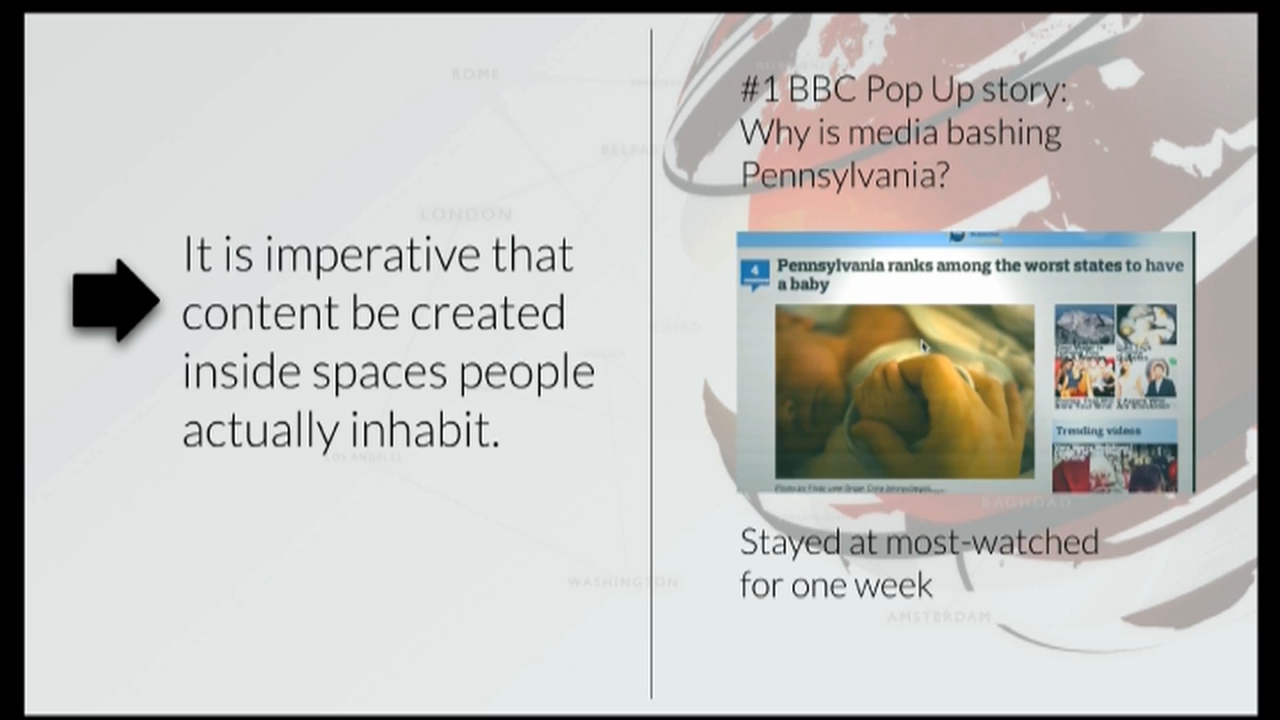 It is imperative that
content be created
inside spaces people
actually inhabit.
#1 BBC Pop Up story:
Why is media bashing
Pennsylvania?
4
Pennsylvania ranks among the worst states to have
a baby
Trending videos
Stayed at most-watched
for one week
ROME
LONDON
LOS ANGELES
WASHINGTON
BAGHDAD
AMSTERDAM